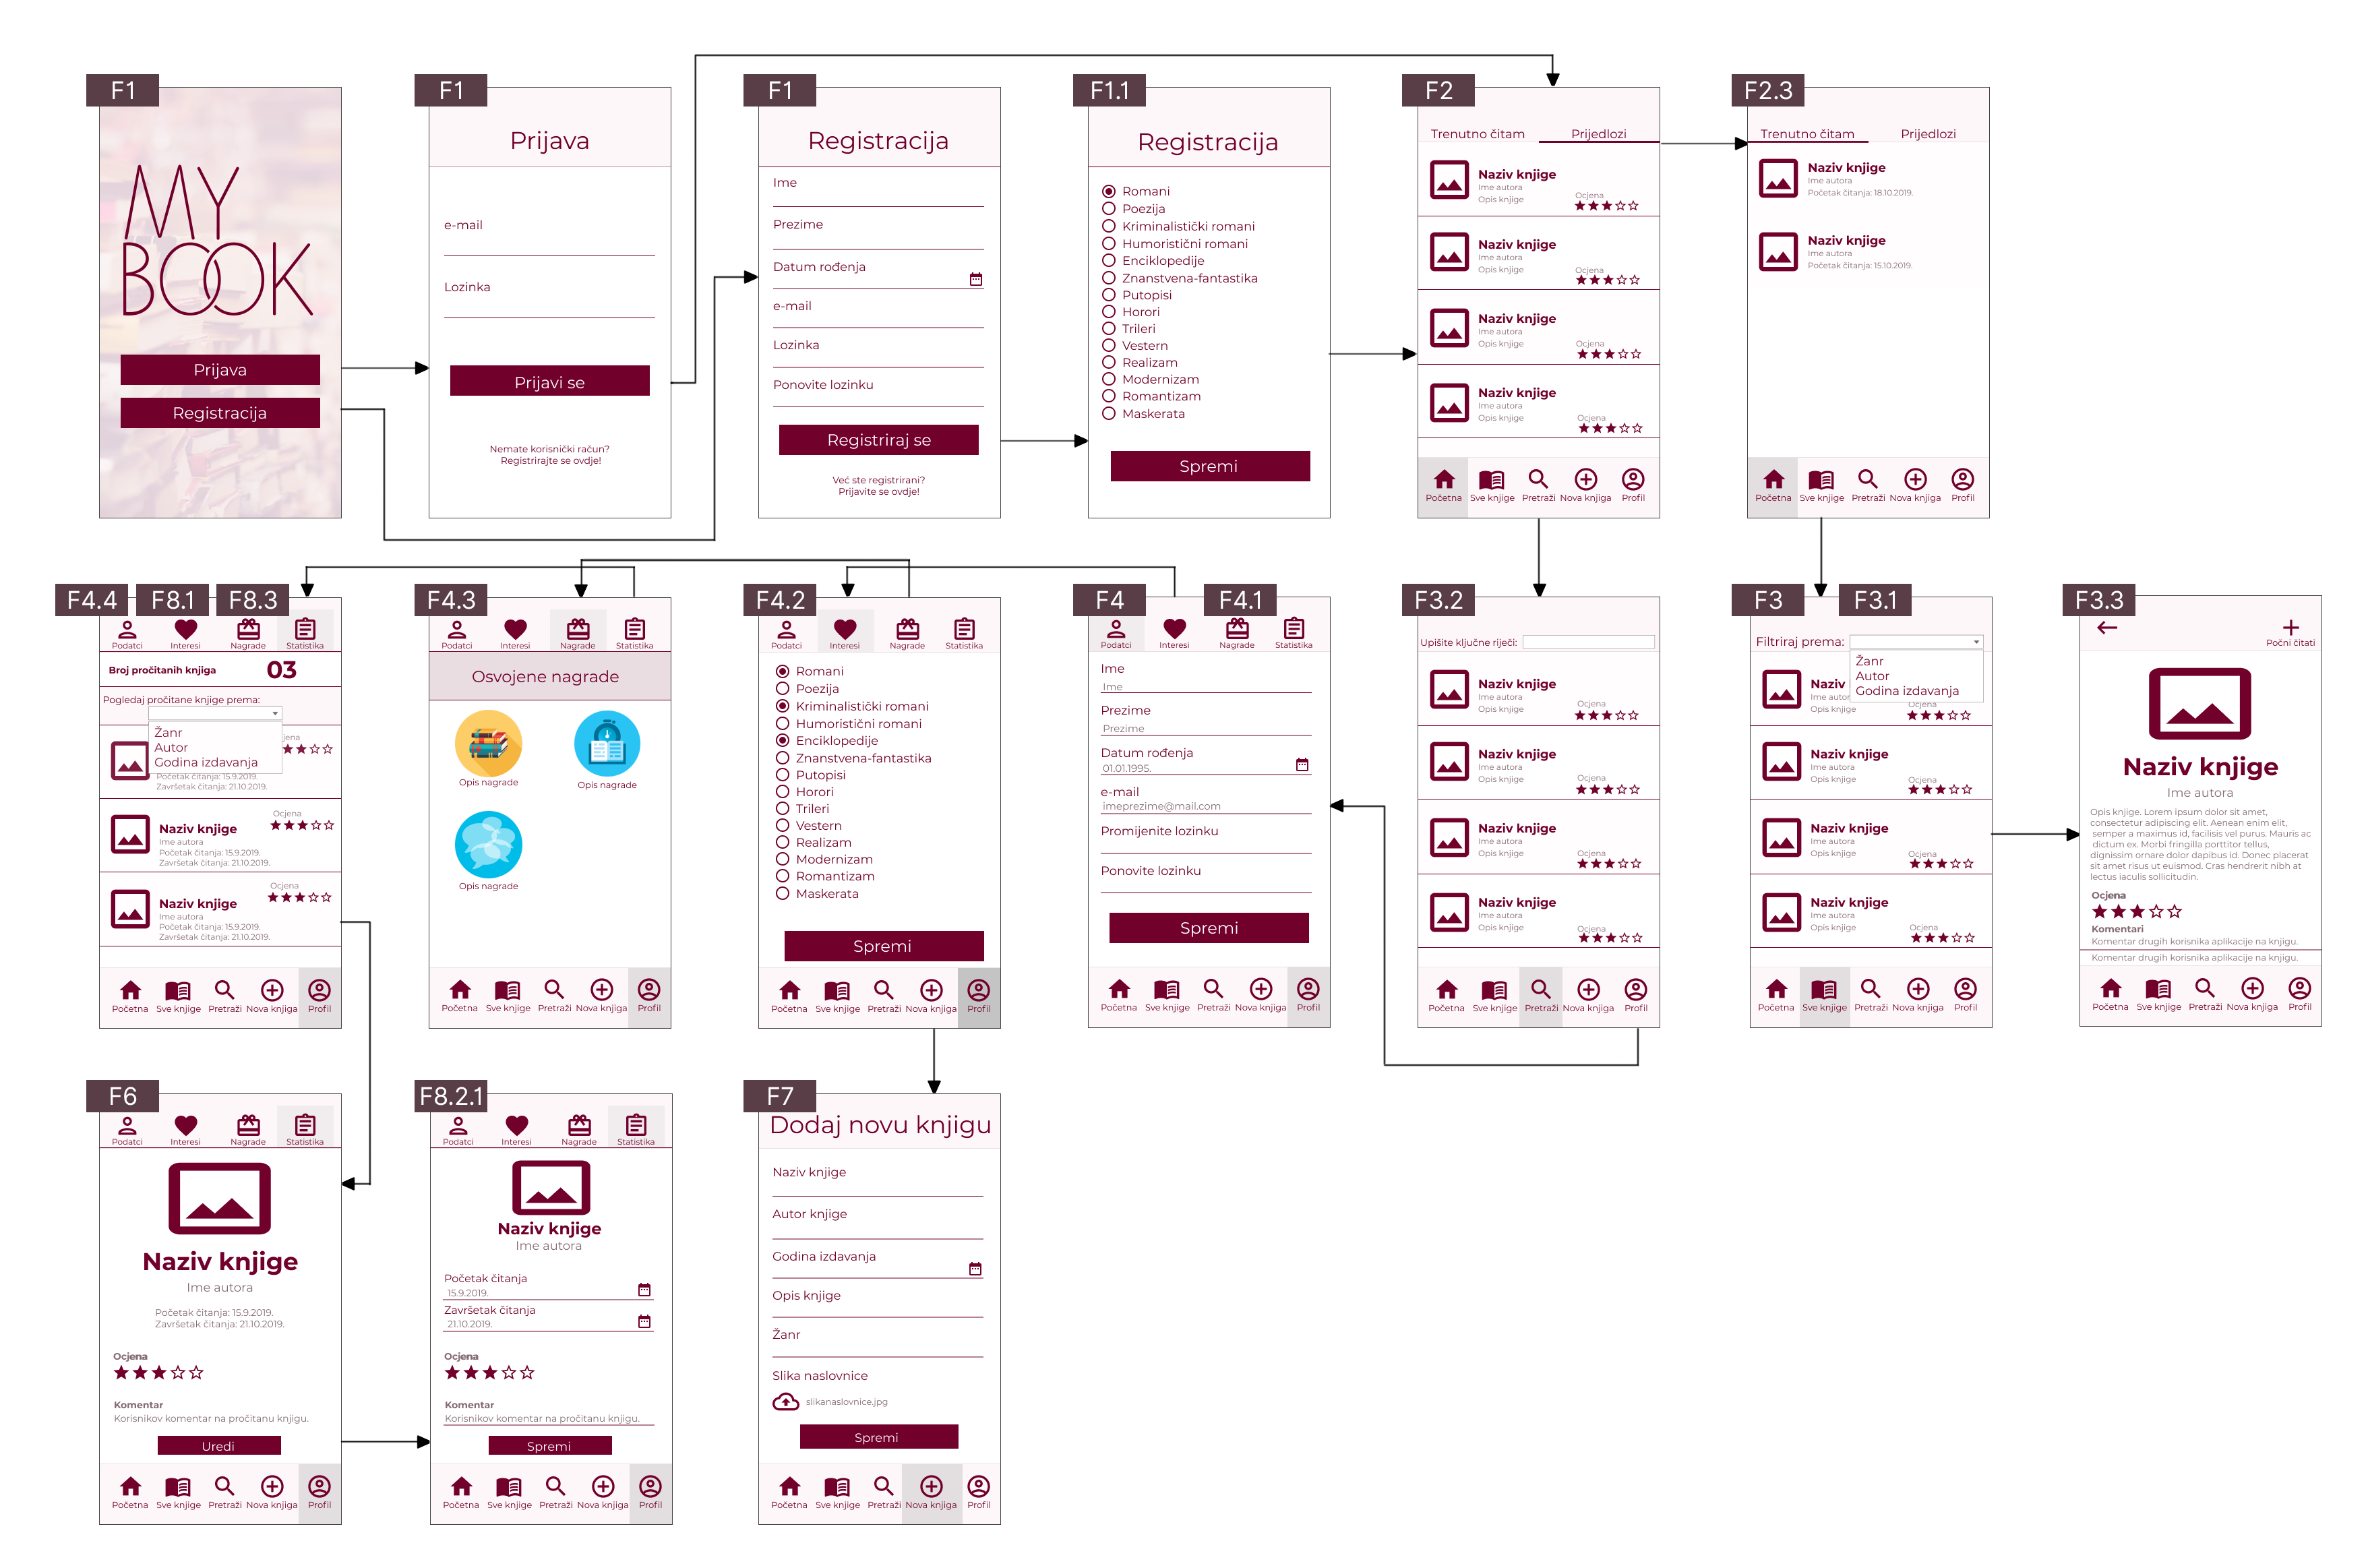 F1
MY
BOOK
Prijava
Registracija
F1
Prijava
e-mail
Lozinka
Prijavi se
Nemate korisnički račun?
Registrirajte se ovdje!
F1
Registracija
Ime
Prezime
Datum rođenja
e-mail
Lozinka
Ponovite lozinku
Registriraj se
Već ste registrirani?
Prijavite se ovdje!
F1.1
Registracija
Romani
Poezija
Kriminalistički romani
Humoristični romani
Enciklopedije
Znanstvena-fantastika
Putopisi
Horori
Trileri
Vestern
Realizam
Modernizam
Romantizam
Maskerata
Spremi
F2
Trenutno čitam Prijedlozi
Naziv knjige
Ime autora
Opis knjige
Ocjena
Naziv knjige
Ime autora
Opis knjige
Ocjena
Naziv knjige
Ime autora
Opis knjige
Ocjena
Naziv knjige
Ime autora
Opis knjige
Ocjena
Početna Sve knjige Pretraži Nova knjiga Profil
F2.3
Trenutno čitam Prijedlozi
Naziv knjige
Ime autora
Početak čitanja: 18.10.2019.
Naziv knjige
Ime autora
Početak čitanja: 15.10.2019.
Početna Sve knjige Pretraži Nova knjiga Profil
F4.4 F8.1 F8.3
Podatci Interesi Nagrade Statistika
Broj pročitanih knjiga 03
Pogledaj pročitane knjige prema:
Žanr
Autor
Godina izdavanja
jena
Početak čitanja: 15.9.2019.
Završetak čitanja: 21.10.2019.
Ocjena
Naziv knjige
Ime autora
Početak čitanja: 15.9.2019.
Završetak čitanja: 21.10.2019.
Ocjena
Naziv knjige
Ime autora
Početak čitanja: 15.9.2019.
Završetak čitanja: 21.10.2019.
Početna Sve knjige Pretraži Nova knjiga Profil
F4.3
Podatci Interesi Nagrade Statistika
Osvojene nagrade
Opis nagrade
Opis nagrade
Opis nagrade
Početna Sve knjige Pretraži Nova knjiga Profil
F4.2
Podatci Interesi Nagrade Statistika
Romani
Poezija
Kriminalistički romani
Humoristični romani
Enciklopedije
Znanstvena-fantastika
Putopisi
Horori
Trileri
Vestern
Realizam
Modernizam
Romantizam
Maskerata
Spremi
Početna Sve knjige Pretraži Nova knjiga Profil
F4 F4.1
Podatci Interesi Nagrade Statistika
Ime
Ime
Prezime
Prezime
Datum rođenja
01.01.1995.
e-mail
imeprezime@mail.com
Promijenite lozinku
Ponovite lozinku
Spremi
Početna Sve knjige Pretraži Nova knjiga Profil
F3.2
Upišite ključne riječi:
Naziv knjige
Ime autora
Opis knjige
Ocjena
Naziv knjige
Ime autora
Opis knjige
Ocjena
Naziv knjige
Ime autora
Opis knjige
Ocjena
Naziv knjige
Ime autora
Opis knjige
Ocjena
Početna Sve knjige Pretraži Nova knjiga Profil
F3 F3.1
Filtriraj prema:
Žanr
Autor
Godina izdavanja
Naziv
Ime autor
Opis knjige
Ocjena
Naziv knjige
Ime autora
Opis knjige
Ocjena
Naziv knjige
Ime autora
Opis knjige
Ocjena
Naziv knjige
Ime autora
Opis knjige
Ocjena
Početna Sve knjige Pretraži Nova knjiga Profil
F3.3
Počni čitati
Naziv knjige
Ime autora
Opis knjige. Lorem ipsum dolor sit amet,
consectetur adipiscing elit. Aenean enim elit,
semper a maximus id, facilisis vel purus. Mauris ac
dictum ex. Morbi fringilla porttitor tellus,
dignissim ornare dolor dapibus id. Donec placerat
sit amet risus ut euismod. Cras hendrerit nibh at
lectus iaculis sollicitudin.
Ocjena
Komentari
Komentar drugih korisnika aplikacije na knjigu.
Komentar drugih korisnika aplikacije na knjigu.
Početna Sve knjige Pretraži Nova knjiga Profil
F6
Podatci Interesi Nagrade Statistika
Naziv knjige
Ime autora
Početak čitanja: 15.9.2019.
Završetak čitanja: 21.10.2019.
Ocjena
Komentar
Korisnikov komentar na pročitanu knjigu.
Uredi
Početna Sve knjige Pretraži Nova knjiga Profil
F8.2.1
Podatci Interesi Nagrade Statistika
Naziv knjige
Ime autora
Početak čitanja
15.9.2019.
Završetak čitanja
21.10.2019.
Ocjena
Komentar
Korisnikov komentar na pročitanu knjigu.
Spremi
Početna Sve knjige Pretraži Nova knjiga Profil
F7
Dodaj novu knjigu
Naziv knjige
Autor knjige
Godina izdavanja
Opis knjige
Žanr
Slika naslovnice
slikanaslovnice.jpg
Spremi
Početna Sve knjige Pretraži Nova knjiga Profil